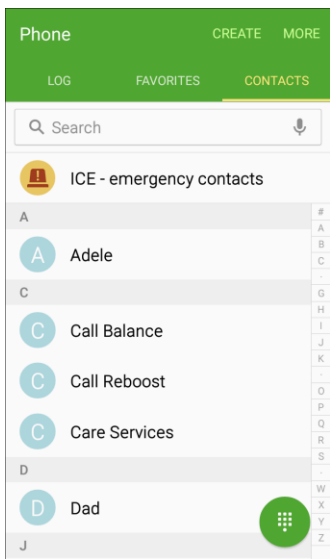 Phone CREATE MORE
LOG FAVORITES CONTACTS
Search
ICE - emergency contacts
A
A Adele
C
C Call Balance
C Call Reboost
C Care Services
D
D Dad
J
#
A
B
C
.
G
H
I
J
K
.
O
P
Q
R
S
.
W
X
Y
Z